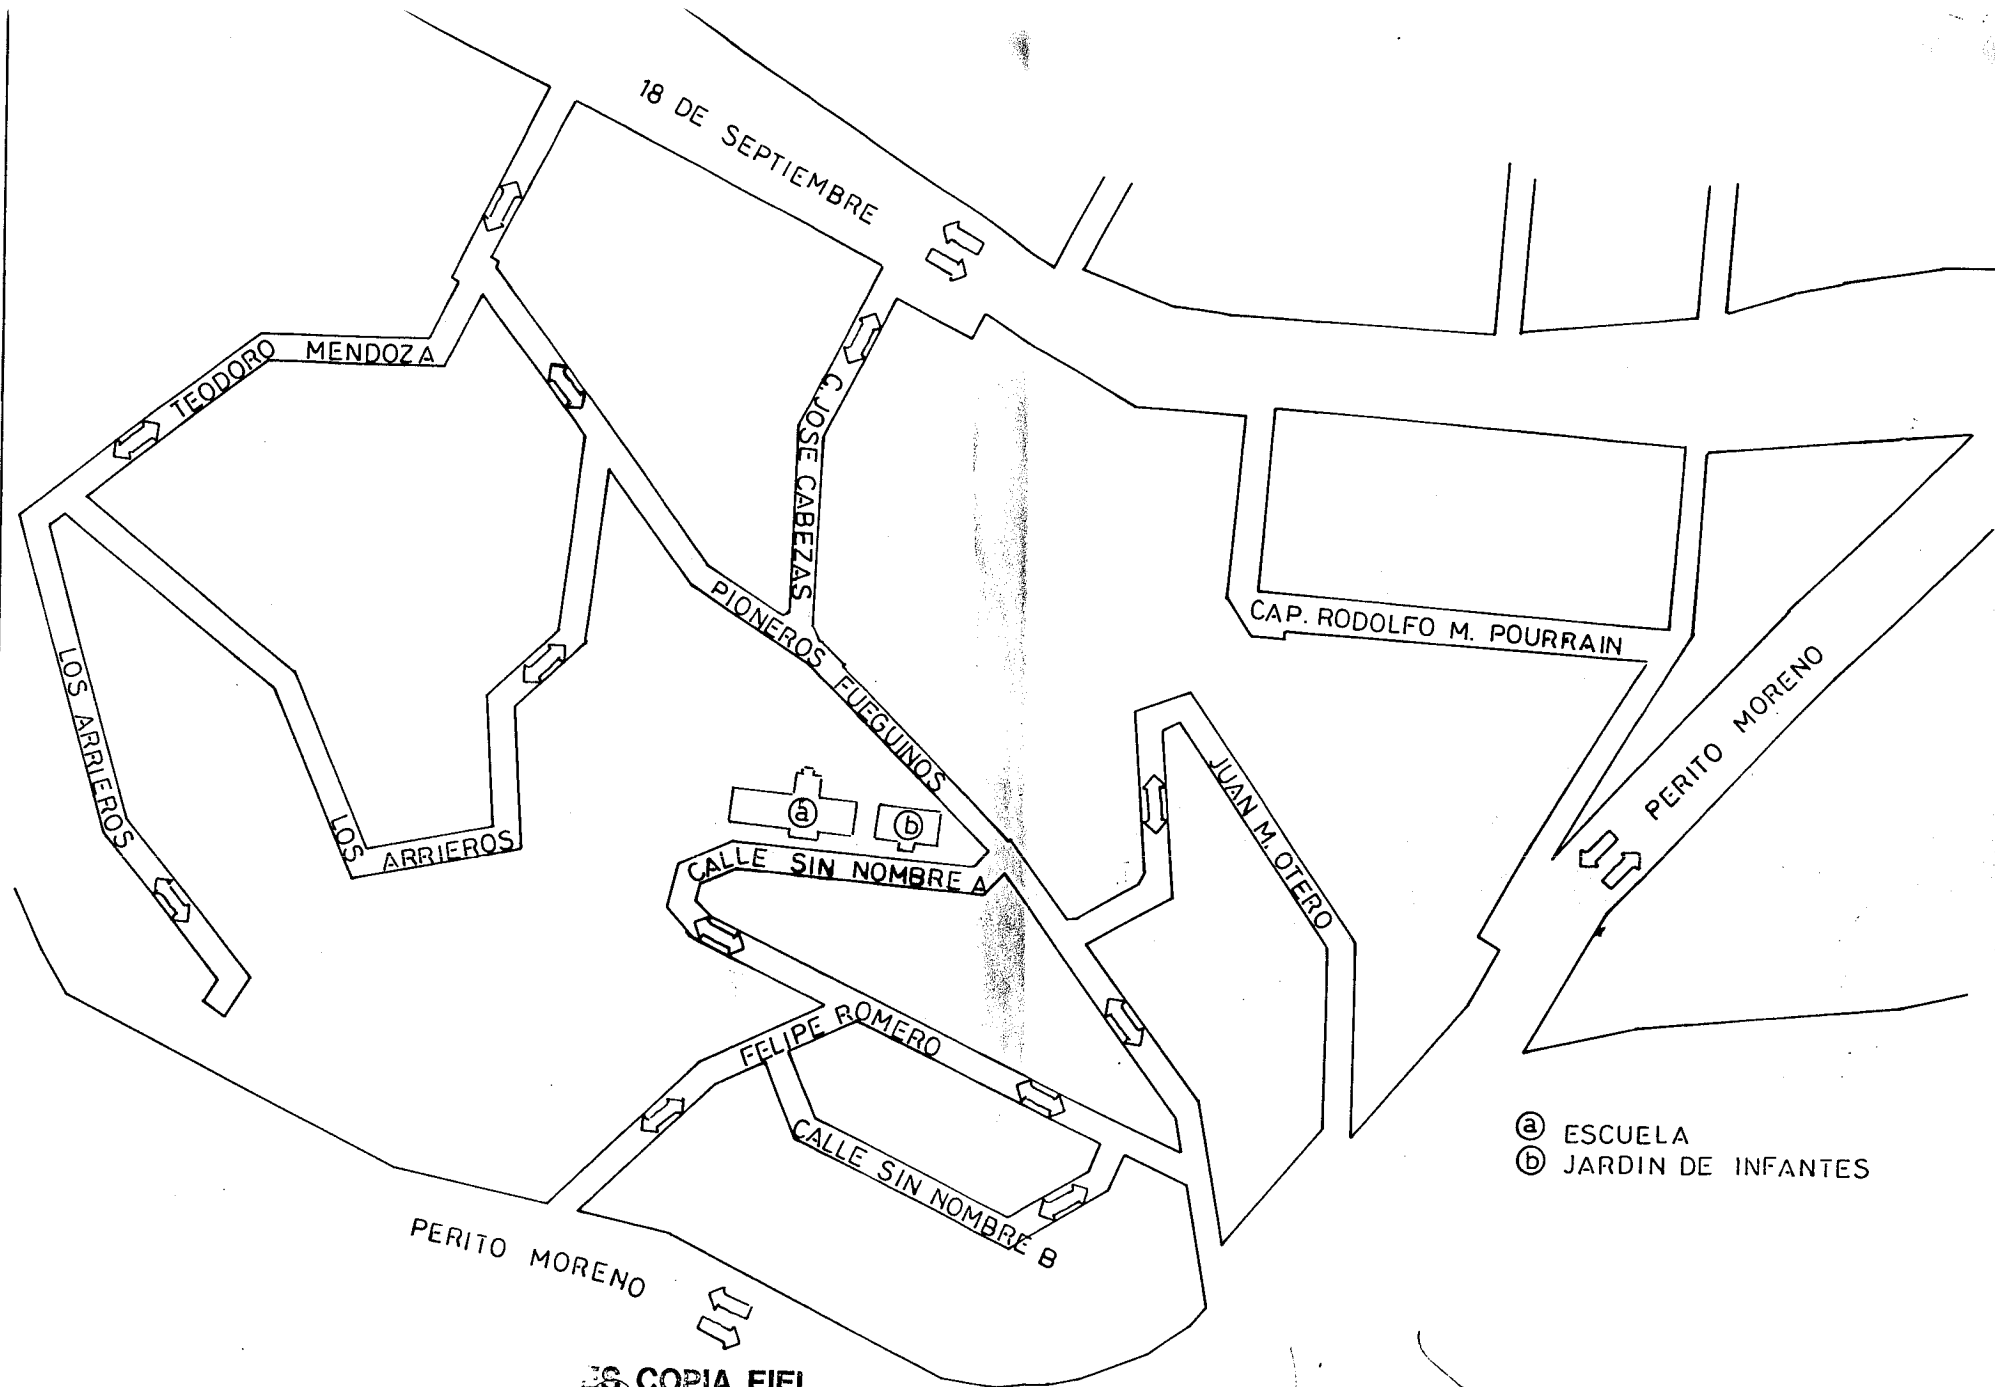 18 DE SEPTIEMBRE
TEODORO MENDOZA
C. JOSE CABEZAS
PIONEROS FUEGUINOS
CAP. RODOLFO M. POURRAIN
PERITO MORENO
LOS ARRIEROS
LOS ARRIEROS
JUAN M. OTERO
a
b
CALLE SIN NOMBRE A
FELIPE ROMERO
CALLE SIN NOMBRE B
PERITO MORENO
a ESCUELA
b JARDIN DE INFANTES
ES COPIA FIEL